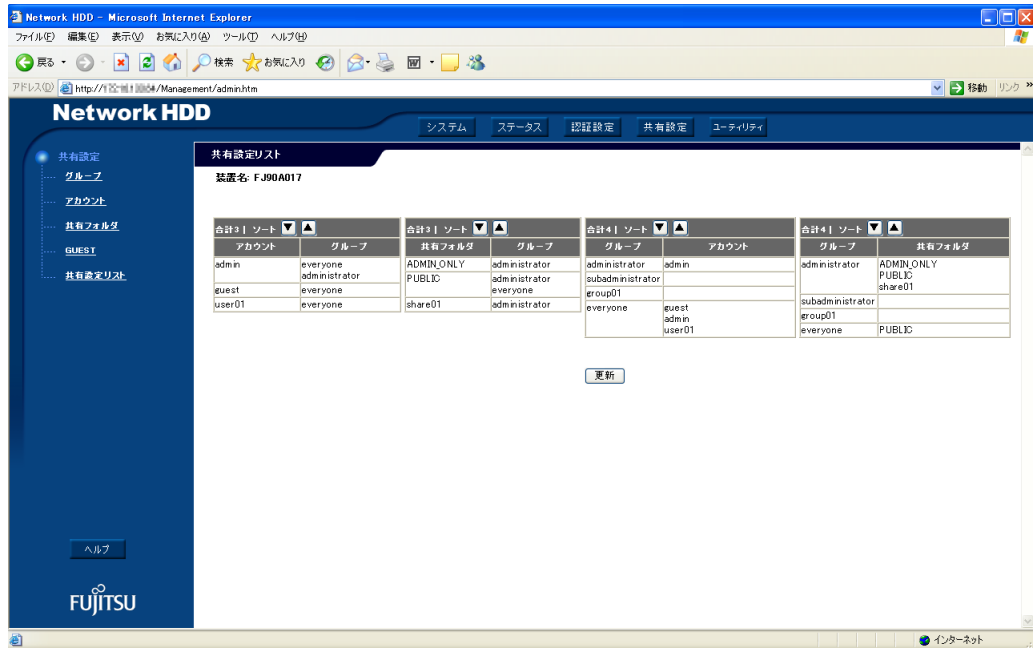 Network HDD - Microsoft Internet Explorer
ファイル(F) 編集(E) 表示(V) お気に入り(A) ツール(T) ヘルプ(H)
戻る 検索 お気に入り
アドレス(D) /Management/admin.htm 移動 リンク »
Network HDD
システム ステータス 認証設定 共有設定 ユーティリティ
共有設定
グループ
アカウント
共有フォルダ
GUEST
共有設定リスト
ヘルプ
FUJITSU
共有設定リスト
装置名: FJ90A017
合計3 | ソート ▼ ▲
アカウント グループ
admin everyone
administrator
guest everyone
user01 everyone
合計3 | ソート ▼ ▲
共有フォルダ グループ
ADMIN_ONLY administrator
PUBLIC administrator
everyone
share01 administrator
合計4 | ソート ▼ ▲
グループ アカウント
administrator admin
subadministrator
group01
everyone guest
admin
user01
合計4 | ソート ▼ ▲
グループ 共有フォルダ
administrator ADMIN_ONLY
PUBLIC
share01
subadministrator
group01
everyone PUBLIC
更新
インターネット